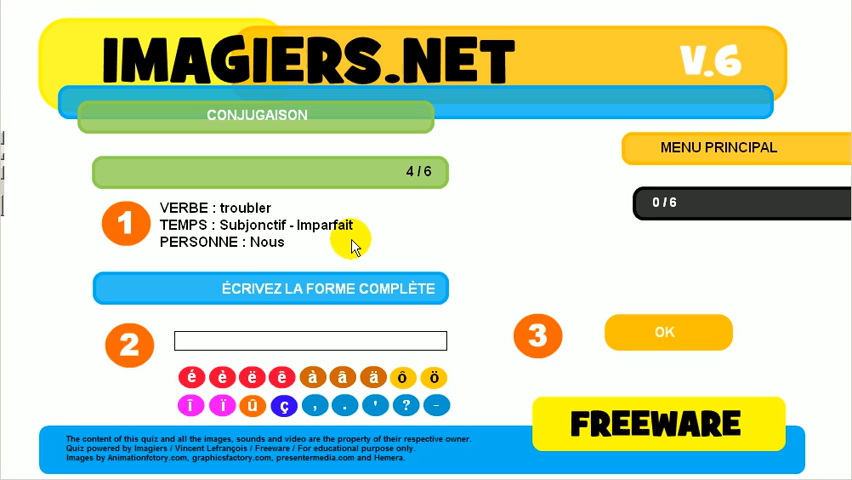 IMAGIERS.NET
V.6
CONJUGAISON
MENU PRINCIPAL
4 / 6
0 / 6
1
VERBE : troubler
TEMPS : Subjonctif - Imparfait
PERSONNE : Nous
ÉCRIVEZ LA FORME COMPLÈTE
2
3
OK
é è ë ê à â ä ô ö
î ï û ç , . ' ? -
FREEWARE
The content of this quiz and all the images, sounds and video are the property of their respective owner.
Quiz powered by Imagiers / Vincent Lefrançois / Freeware / For educational purpose only.
Images by Animationfctory.com, graphicsfactory.com, presentermedia.com and Hemera.